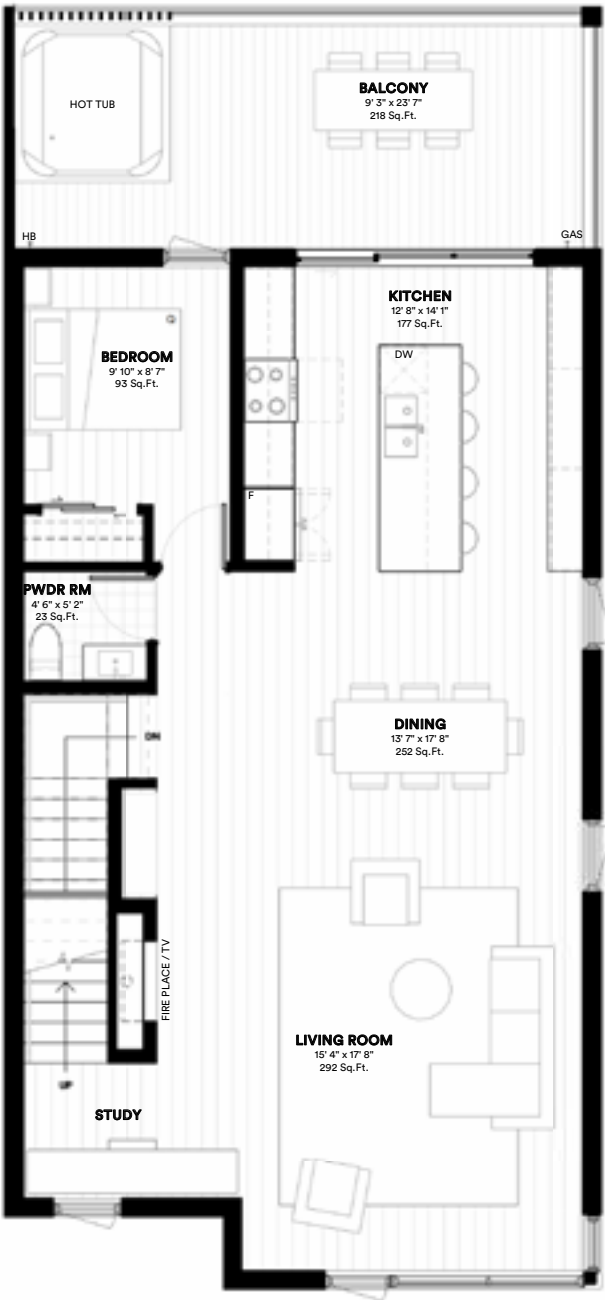 HOT TUB
BALCONY
9' 3" x 23' 7"
218 Sq.Ft.
HB
GAS
KITCHEN
12' 8" x 14' 1"
177 Sq.Ft.
DW
BEDROOM
9' 10" x 8' 7"
93 Sq.Ft.
F
PWDR RM
4' 6" x 5' 2"
23 Sq.Ft.
DINING
13' 7" x 17' 8"
252 Sq.Ft.
DN
FIRE PLACE / TV
LIVING ROOM
15' 4" x 17' 8"
292 Sq.Ft.
UP
STUDY